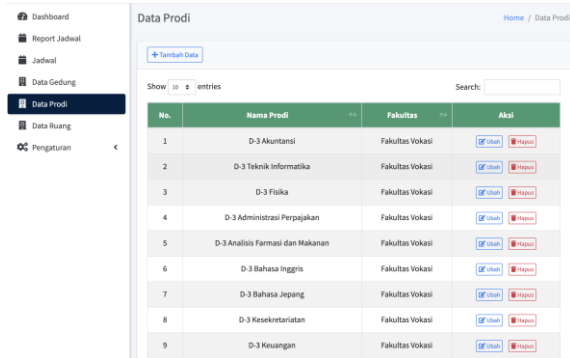 Dashboard
Report Jadwal
Jadwal
Data Gedung
Data Prodi
Data Ruang
Pengaturan
Data Prodi
Home / Data Prodi
+ Tambah Data
Show 10 entries
Search:
No. Nama Prodi Fakultas Aksi
1 D-3 Akuntansi Fakultas Vokasi Ubah Hapus
2 D-3 Teknik Informatika Fakultas Vokasi Ubah Hapus
3 D-3 Fisika Fakultas Vokasi Ubah Hapus
4 D-3 Administrasi Perpajakan Fakultas Vokasi Ubah Hapus
5 D-3 Analisis Farmasi dan Makanan Fakultas Vokasi Ubah Hapus
6 D-3 Bahasa Inggris Fakultas Vokasi Ubah Hapus
7 D-3 Bahasa Jepang Fakultas Vokasi Ubah Hapus
8 D-3 Kesekretariatan Fakultas Vokasi Ubah Hapus
9 D-3 Keuangan Fakultas Vokasi Ubah Hapus